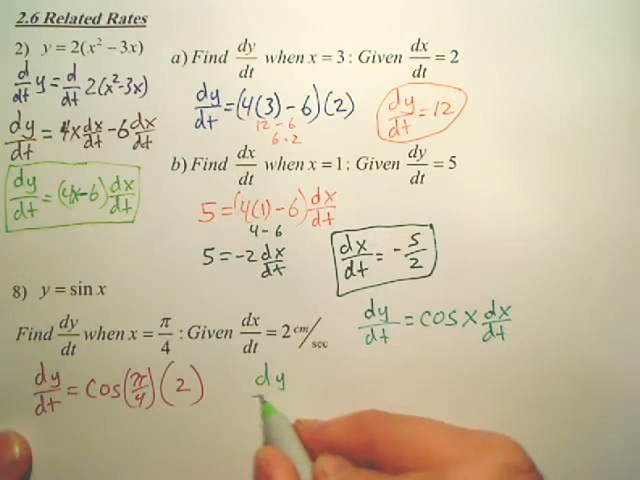 2.6 Related Rates
2) y = 2(x² − 3x)
d/dt y = d/dt 2(x²-3x)
dy/dt = 4x dx/dt - 6 dx/dt
dy/dt = (4x-6) dx/dt
a) Find dy/dt when x = 3 : Given dx/dt = 2
dy/dt = (4(3) - 6)(2)
12 - 6
6·2
dy/dt = 12
b) Find dx/dt when x = 1 : Given dy/dt = 5
5 = (4(1) - 6) dx/dt
4 - 6
5 = -2 dx/dt
dx/dt = -5/2
8) y = sin x
Find dy/dt when x = π/4 : Given dx/dt = 2 cm/sec
dy/dt = cos x dx/dt
dy/dt = cos(π/4)(2)
dy